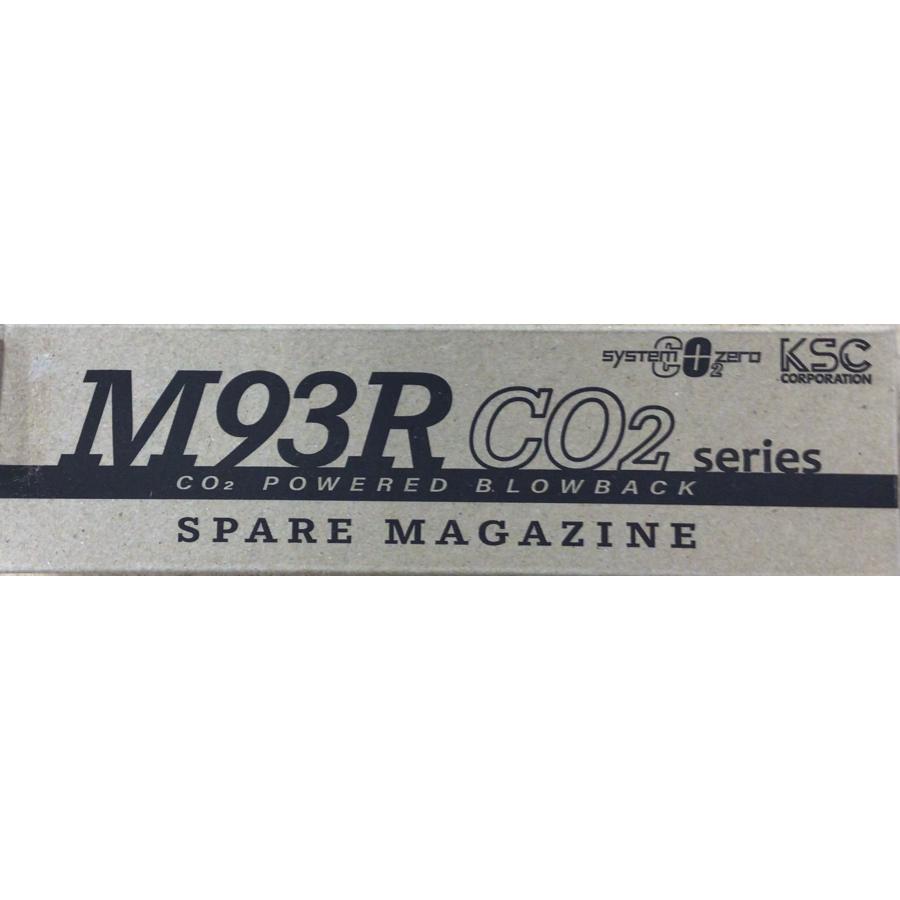 system CO2 zero
KSC
CORPORATION
M93R CO2 series
CO2 POWERED BLOWBACK
SPARE MAGAZINE